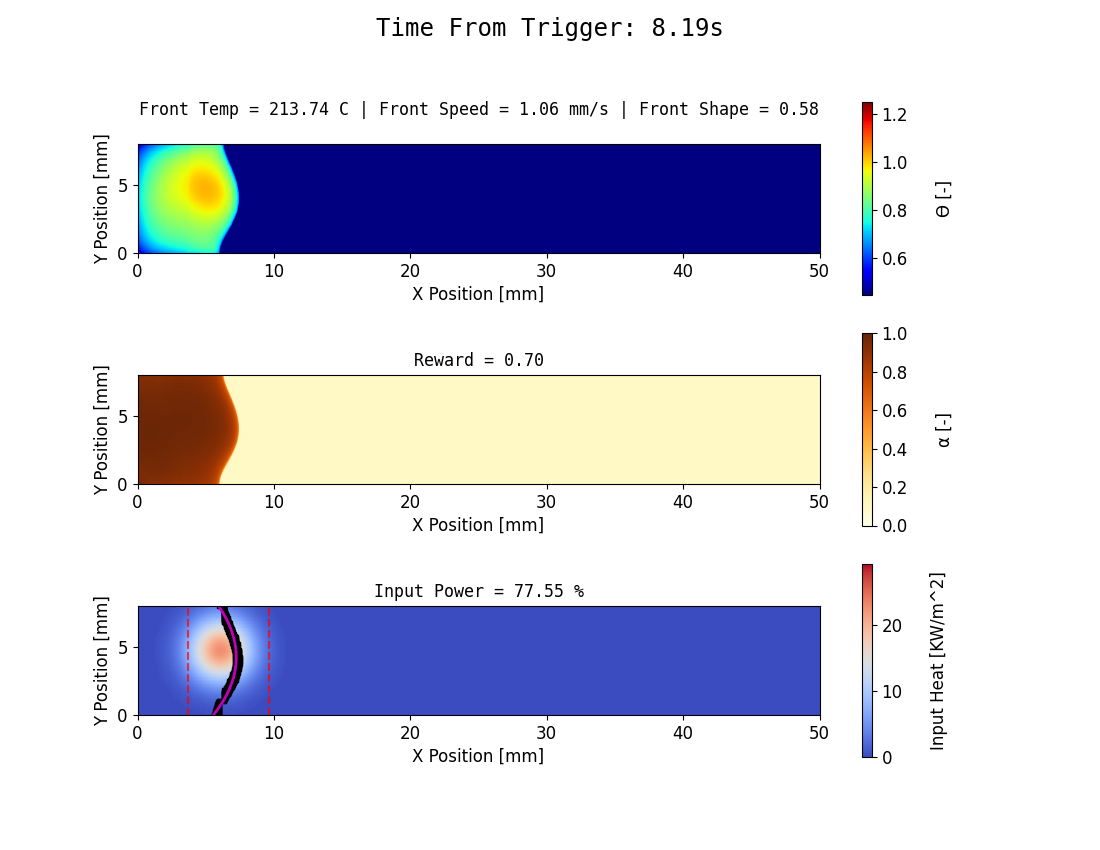 Time From Trigger: 8.19s
Front Temp = 213.74 C | Front Speed = 1.06 mm/s | Front Shape = 0.58
Y Position [mm]
5
0
0 10 20 30 40 50
X Position [mm]
1.2
1.0
0.8
0.6
Θ [-]
Reward = 0.70
Y Position [mm]
5
0
0 10 20 30 40 50
X Position [mm]
1.0
0.8
0.6
0.4
0.2
0.0
α [-]
Input Power = 77.55 %
Y Position [mm]
5
0
0 10 20 30 40 50
X Position [mm]
20
10
0
Input Heat [KW/m^2]